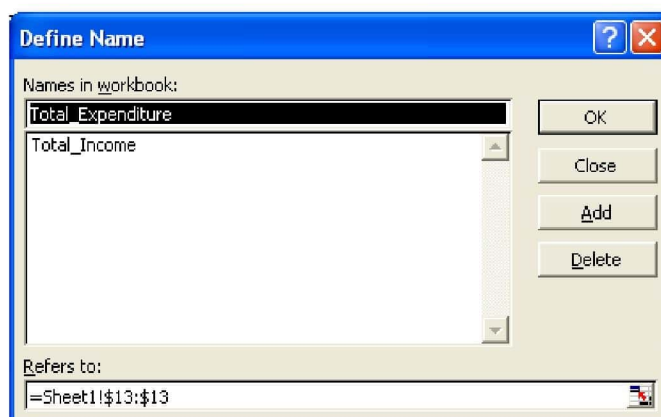 Define Name
Names in workbook:
Total_Expenditure
OK
Total_Income
Close
Add
Delete
Refers to:
=Sheet1!$13:$13